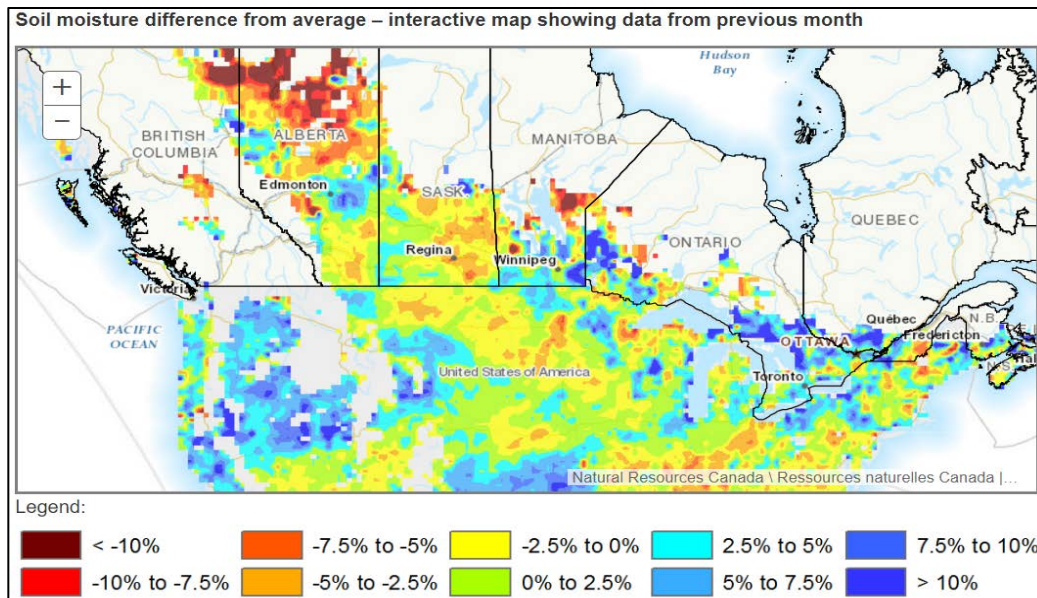 Soil moisture difference from average – interactive map showing data from previous month
+
−
Hudson
Bay
BRITISH
COLUMBIA
ALBERTA
MANITOBA
Edmonton
SASK
QUEBEC
ONTARIO
Regina
Winnipeg
Victoria
Québec
N.B.
PACIFIC
OCEAN
OTTAWA
Fredericton
Toronto
N.S.
United States of America
Natural Resources Canada \ Ressources naturelles Canada |...
Legend:
< -10%
-7.5% to -5%
-2.5% to 0%
2.5% to 5%
7.5% to 10%
-10% to -7.5%
-5% to -2.5%
0% to 2.5%
5% to 7.5%
> 10%